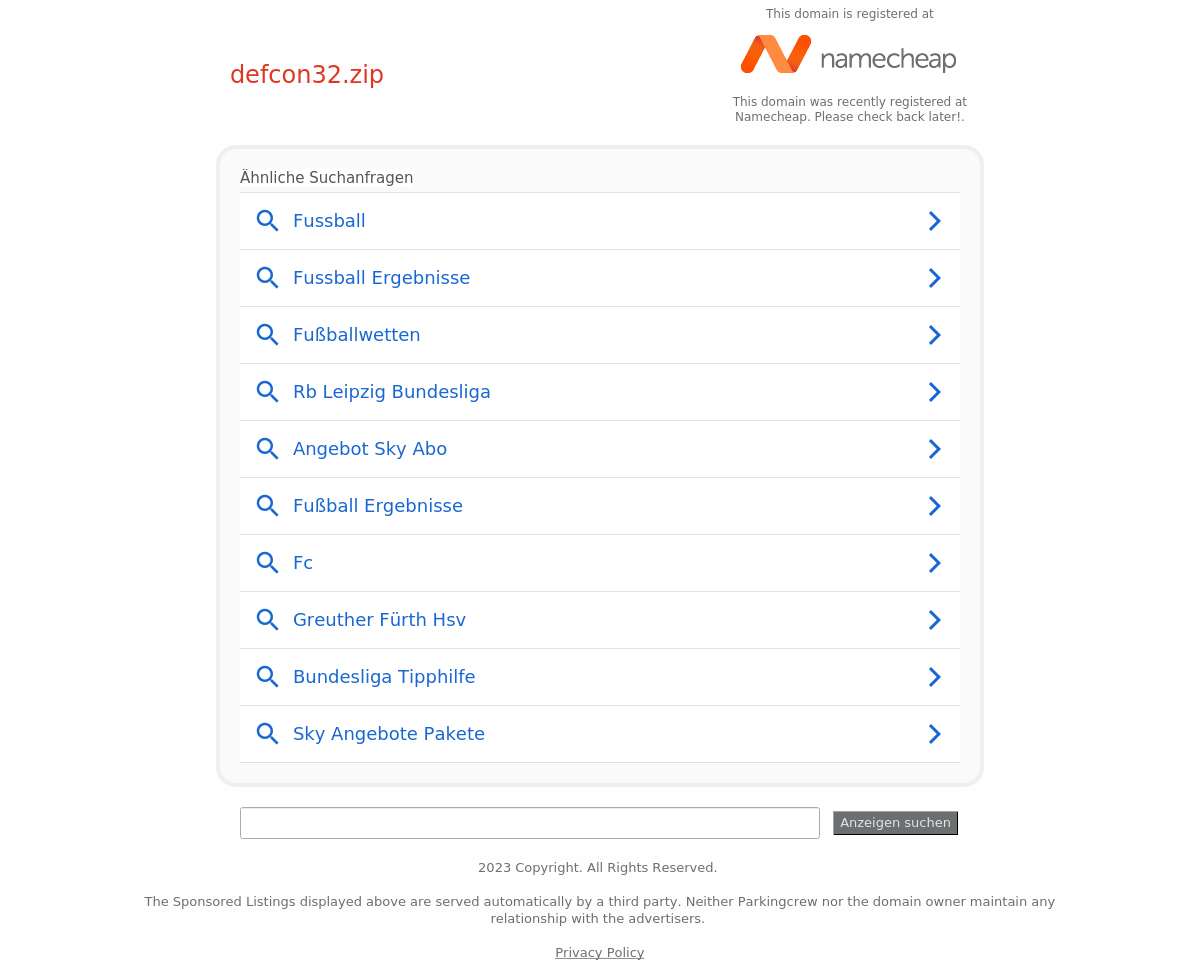 This domain is registered at
namecheap
defcon32.zip
This domain was recently registered at
Namecheap. Please check back later!.
Ähnliche Suchanfragen
Fussball
Fussball Ergebnisse
Fußballwetten
Rb Leipzig Bundesliga
Angebot Sky Abo
Fußball Ergebnisse
Fc
Greuther Fürth Hsv
Bundesliga Tipphilfe
Sky Angebote Pakete
Anzeigen suchen
2023 Copyright. All Rights Reserved.
The Sponsored Listings displayed above are served automatically by a third party. Neither Parkingcrew nor the domain owner maintain any
relationship with the advertisers.
Privacy Policy